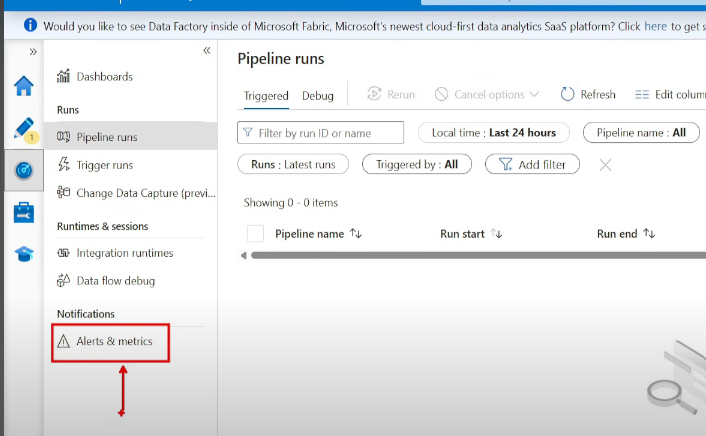 Would you like to see Data Factory inside of Microsoft Fabric, Microsoft's newest cloud-first data analytics SaaS platform? Click here to get s
»
«
Dashboards
Runs
Pipeline runs
Trigger runs
Change Data Capture (previ...
Runtimes & sessions
Integration runtimes
Data flow debug
Notifications
Alerts & metrics
1
Pipeline runs
Triggered Debug Rerun Cancel options Refresh Edit colum
Filter by run ID or name Local time : Last 24 hours Pipeline name : All
Runs : Latest runs Triggered by : All Add filter
Showing 0 - 0 items
Pipeline name Run start Run end